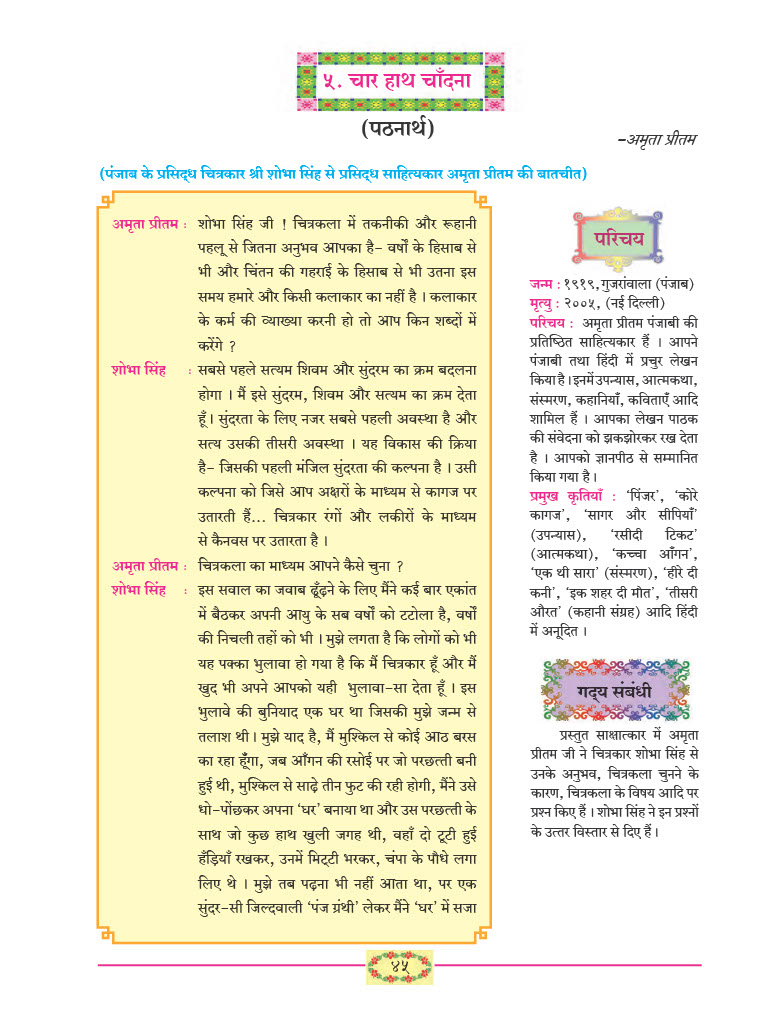 ५. चार हाथ चाँदना
(पठनार्थ)
-अमृता प्रीतम
(पंजाब के प्रसिद्ध चित्रकार श्री शोभा सिंह से प्रसिद्ध साहित्यकार अमृता प्रीतम की बातचीत)
अमृता प्रीतम : शोभा सिंह जी ! चित्रकला में तकनीकी और रूहानी
पहलू से जितना अनुभव आपका है- वर्षों के हिसाब से
भी और चिंतन की गहराई के हिसाब से भी उतना इस
समय हमारे और किसी कलाकार का नहीं है । कलाकार
के कर्म की व्याख्या करनी हो तो आप किन शब्दों में
करेंगे ?
शोभा सिंह : सबसे पहले सत्यम शिवम और सुंदरम का क्रम बदलना
होगा । मैं इसे सुंदरम, शिवम और सत्यम का क्रम देता
हूँ। सुंदरता के लिए नजर सबसे पहली अवस्था है और
सत्य उसकी तीसरी अवस्था । यह विकास की क्रिया
है- जिसकी पहली मंजिल सुंदरता की कल्पना है । उसी
कल्पना को जिसे आप अक्षरों के माध्यम से कागज पर
उतारती हैं... चित्रकार रंगों और लकीरों के माध्यम
से कैनवस पर उतारता है ।
अमृता प्रीतम : चित्रकला का माध्यम आपने कैसे चुना ?
शोभा सिंह : इस सवाल का जवाब ढूँढ़ने के लिए मैंने कई बार एकांत
में बैठकर अपनी आयु के सब वर्षों को टटोला है, वर्षों
की निचली तहों को भी । मुझे लगता है कि लोगों को भी
यह पक्का भुलावा हो गया है कि मैं चित्रकार हूँ और मैं
खुद भी अपने आपको यही भुलावा-सा देता हूँ । इस
भुलावे की बुनियाद एक घर था जिसकी मुझे जन्म से
तलाश थी । मुझे याद है, मैं मुश्किल से कोई आठ बरस
का रहा हूँगा, जब आँगन की रसोई पर जो परछत्ती बनी
हुई थी, मुश्किल से साढ़े तीन फुट की रही होगी, मैंने उसे
धो-पोंछकर अपना ‘घर’ बनाया था और उस परछत्ती के
साथ जो कुछ हाथ खुली जगह थी, वहाँ दो टूटी हुई
हँड़ियाँ रखकर, उनमें मिट्टी भरकर, चंपा के पौधे लगा
लिए थे । मुझे तब पढ़ना भी नहीं आता था, पर एक
सुंदर-सी जिल्दवाली ‘पंज ग्रंथी’ लेकर मैंने ‘घर’ में सजा
परिचय
जन्म : १९१९, गुजरांवाला (पंजाब)
मृत्यु : २००५, (नई दिल्ली)
परिचय : अमृता प्रीतम पंजाबी की
प्रतिष्ठित साहित्यकार हैं । आपने
पंजाबी तथा हिंदी में प्रचुर लेखन
किया है। इनमें उपन्यास, आत्मकथा,
संस्मरण, कहानियाँ, कविताएँ आदि
शामिल हैं । आपका लेखन पाठक
की संवेदना को झकझोरकर रख देता
है । आपको ज्ञानपीठ से सम्मानित
किया गया है ।
प्रमुख कृतियाँ : ‘पिंजर’, ‘कोरे
कागज’, ‘सागर और सीपियाँ’
(उपन्यास), ‘रसीदी टिकट’
(आत्मकथा), ‘कच्चा आँगन’,
‘एक थी सारा’ (संस्मरण), ‘हीरे दी
कनी’, ‘इक शहर दी मौत’, ‘तीसरी
औरत’ (कहानी संग्रह) आदि हिंदी
में अनूदित ।
गद्य संबंधी
प्रस्तुत साक्षात्कार में अमृता
प्रीतम जी ने चित्रकार शोभा सिंह से
उनके अनुभव, चित्रकला चुनने के
कारण, चित्रकला के विषय आदि पर
प्रश्न किए हैं । शोभा सिंह ने इन प्रश्नों
के उत्तर विस्तार से दिए हैं ।
४५